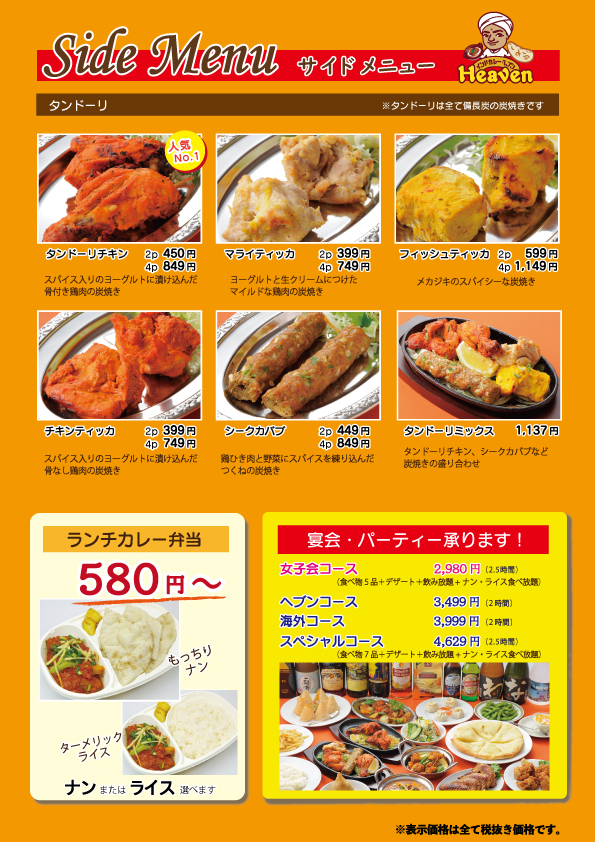 Side Menu サイドメニュー
インドカレーレストラン
Heaven
タンドーリ ※タンドーリは全て備長炭の炭焼きです
人気
No.1
タンドーリチキン 2p 450円
4p 849円
スパイス入りのヨーグルトに漬け込んだ
骨付き鶏肉の炭焼き
マライティッカ 2p 399円
4p 749円
ヨーグルトと生クリームにつけた
マイルドな鶏肉の炭焼き
フィッシュティッカ 2p 599円
4p 1,149円
メカジキのスパイシーな炭焼き
チキンティッカ 2p 399円
4p 749円
スパイス入りのヨーグルトに漬け込んだ
骨なし鶏肉の炭焼き
シークカバブ 2p 449円
4p 849円
鶏ひき肉と野菜にスパイスを練り込んだ
つくねの炭焼き
タンドーリミックス 1,137円
タンドーリチキン、シークカバブなど
炭焼きの盛り合わせ
ランチカレー弁当
580円～
もっちり
ナン
ターメリック
ライス
ナン または ライス 選べます
宴会・パーティー承ります！
女子会コース 2,980円（2.5時間）
（食べ物5品＋デザート＋飲み放題＋ナン・ライス食べ放題）
ヘブンコース 3,499円（2時間）
海外コース 3,999円（2時間）
スペシャルコース 4,629円（2.5時間）
（食べ物7品＋デザート＋飲み放題＋ナン・ライス食べ放題）
※表示価格は全て税抜き価格です。